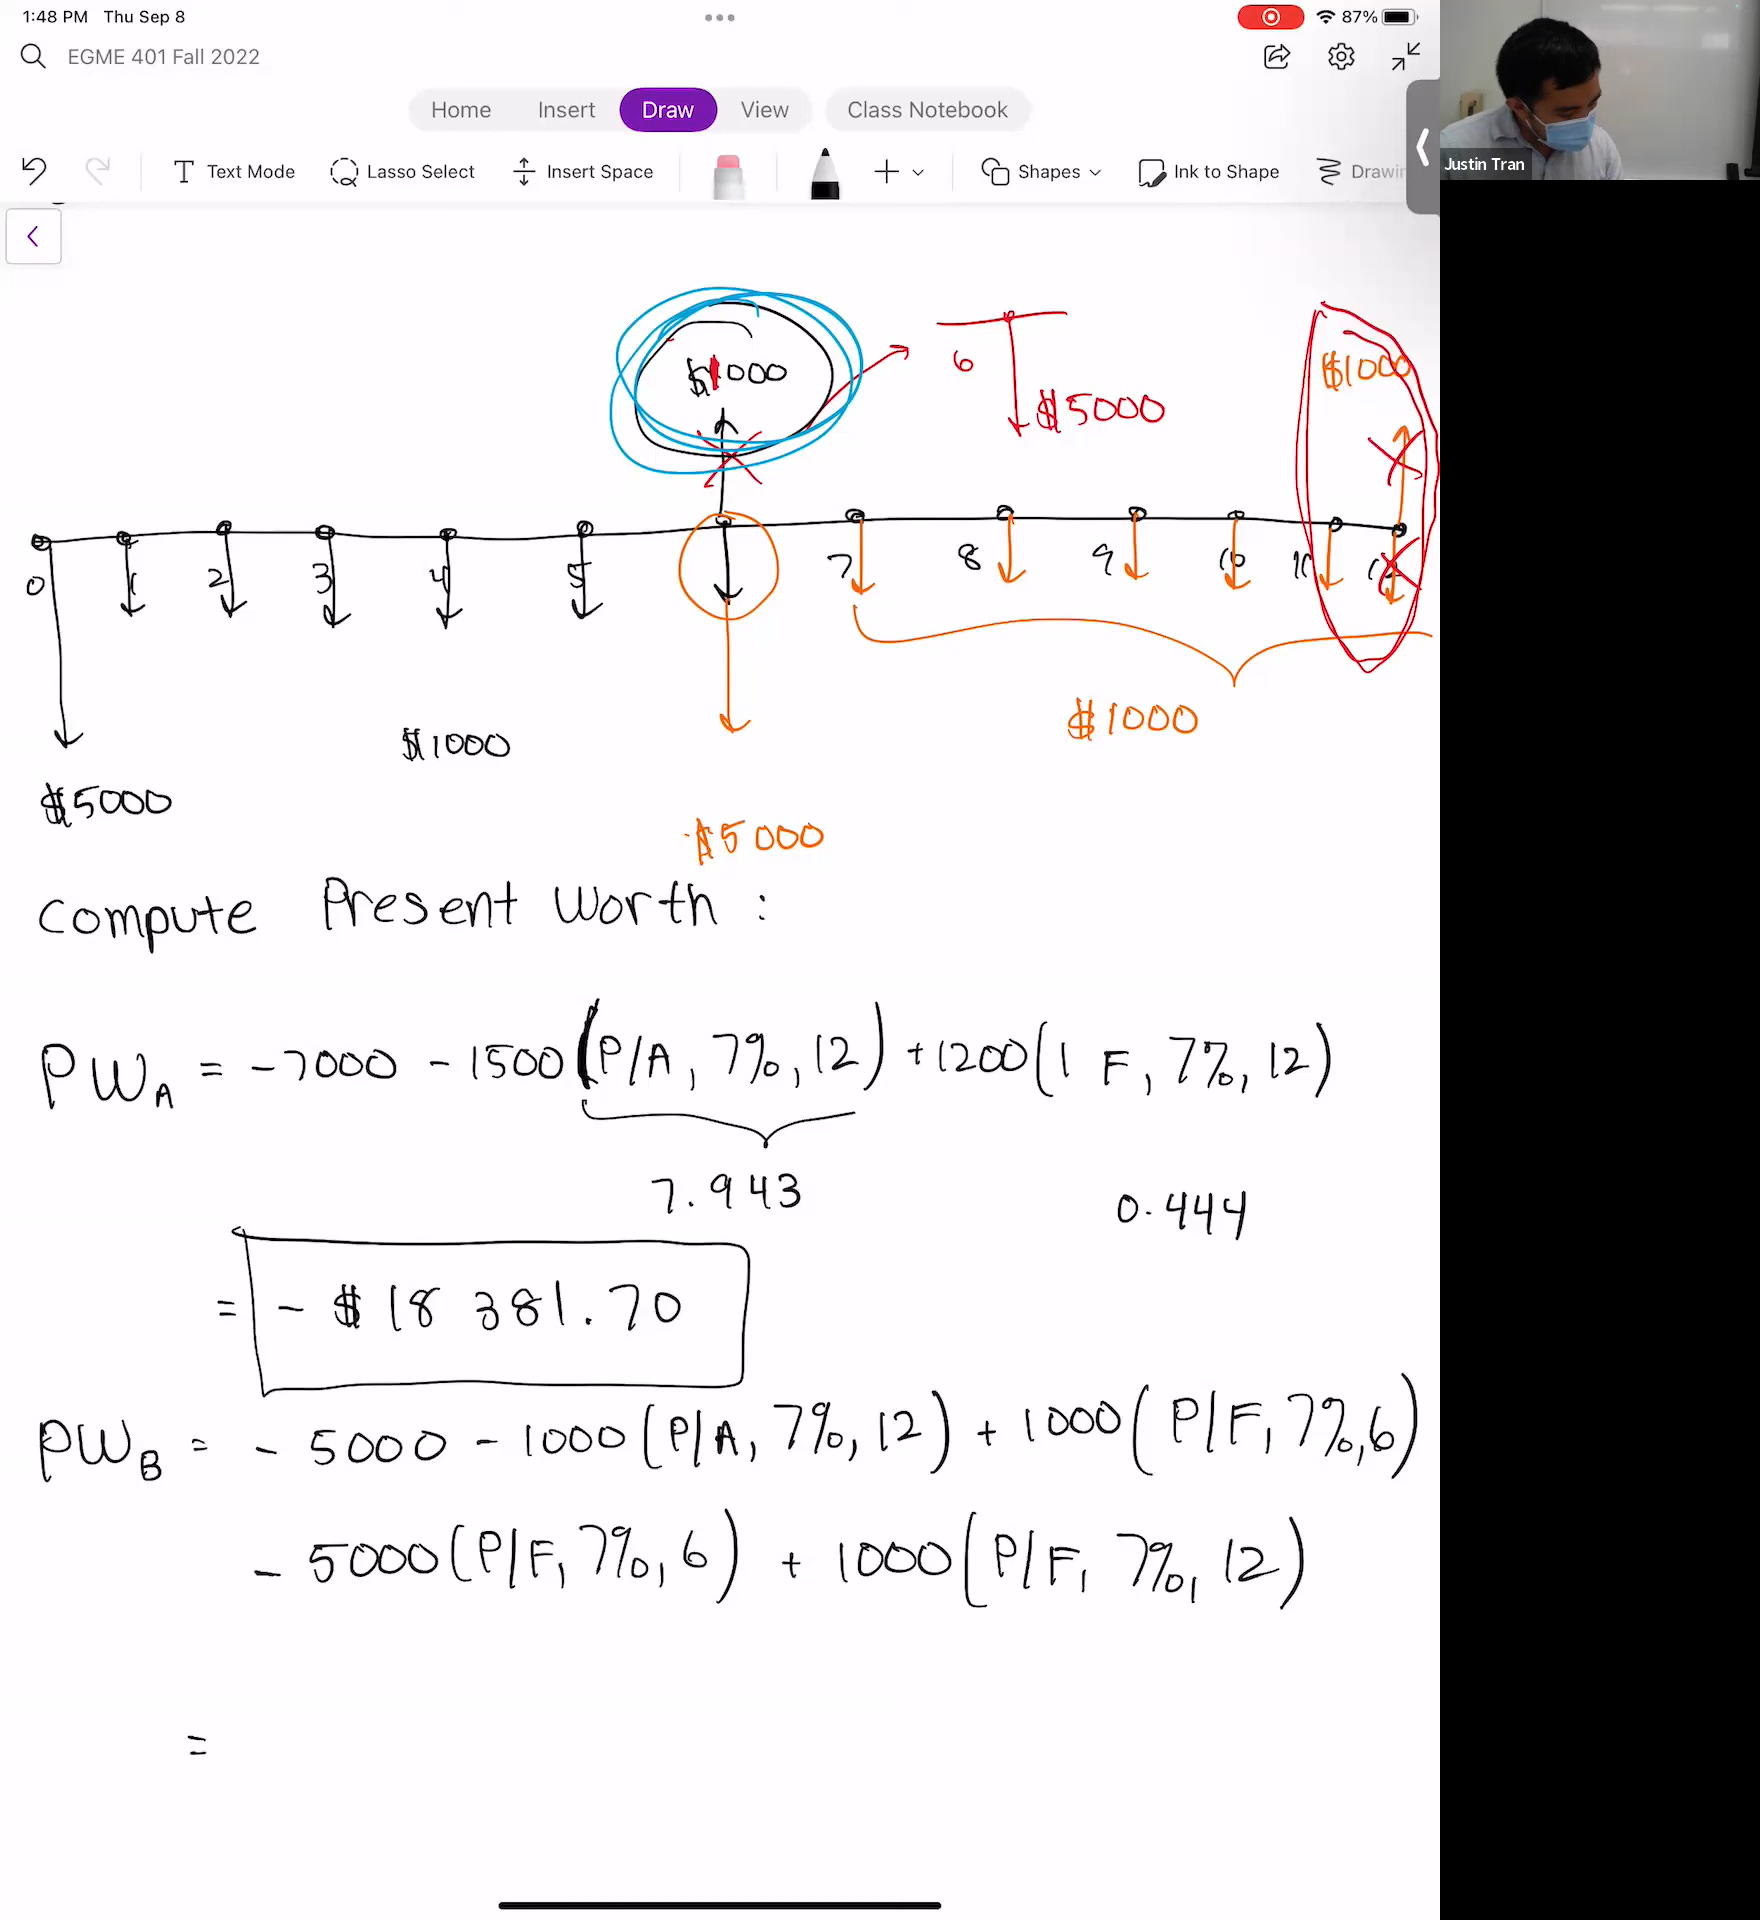 1:48 PM Thu Sep 8
87%
EGME 401 Fall 2022
Home Insert Draw View Class Notebook
Text Mode Lasso Select Insert Space Shapes Ink to Shape
Justin Tran
$1000
6
$5000
$1000
0 1 2 3 4 5 7 8 9 10 11
$1000
$1000
$5000
$5000
Compute Present Worth :
PW_A = -7000 - 1500 (P/A, 7%, 12) + 1200 ( F, 7%, 12)
7.943
0.444
= - $ 18 381.70
PW_B = - 5000 - 1000 (P/A, 7%, 12) + 1000 ( P/F, 7%, 6)
- 5000 (P/F, 7%, 6) + 1000 (P/F, 7%, 12)
=